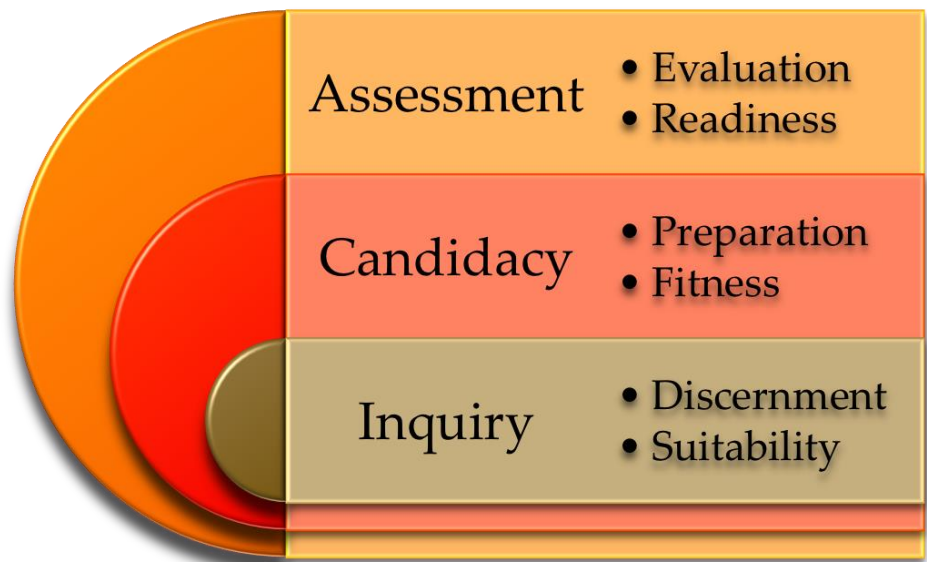 Assessment
• Evaluation
• Readiness
Candidacy
• Preparation
• Fitness
Inquiry
• Discernment
• Suitability